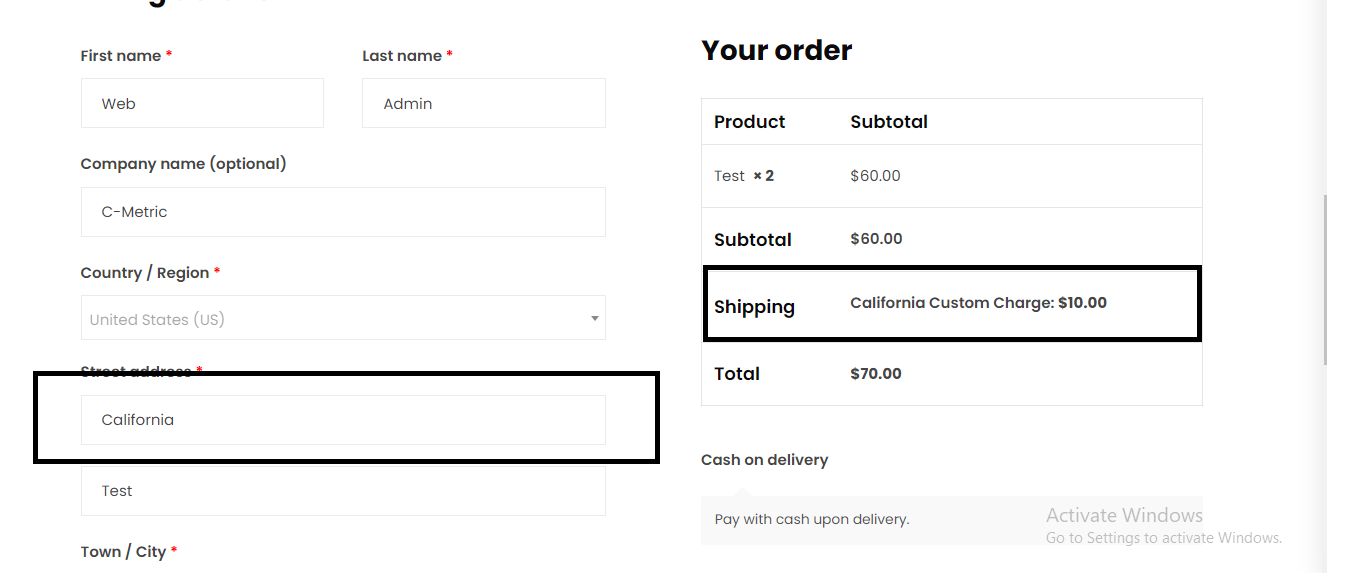 First name *
Last name *
Web
Admin
Company name (optional)
C-Metric
Country / Region *
United States (US)
Street address *
California
Test
Town / City *
Your order
Product Subtotal
Test × 2 $60.00
Subtotal $60.00
Shipping California Custom Charge: $10.00
Total $70.00
Cash on delivery
Pay with cash upon delivery.
Activate Windows
Go to Settings to activate Windows.